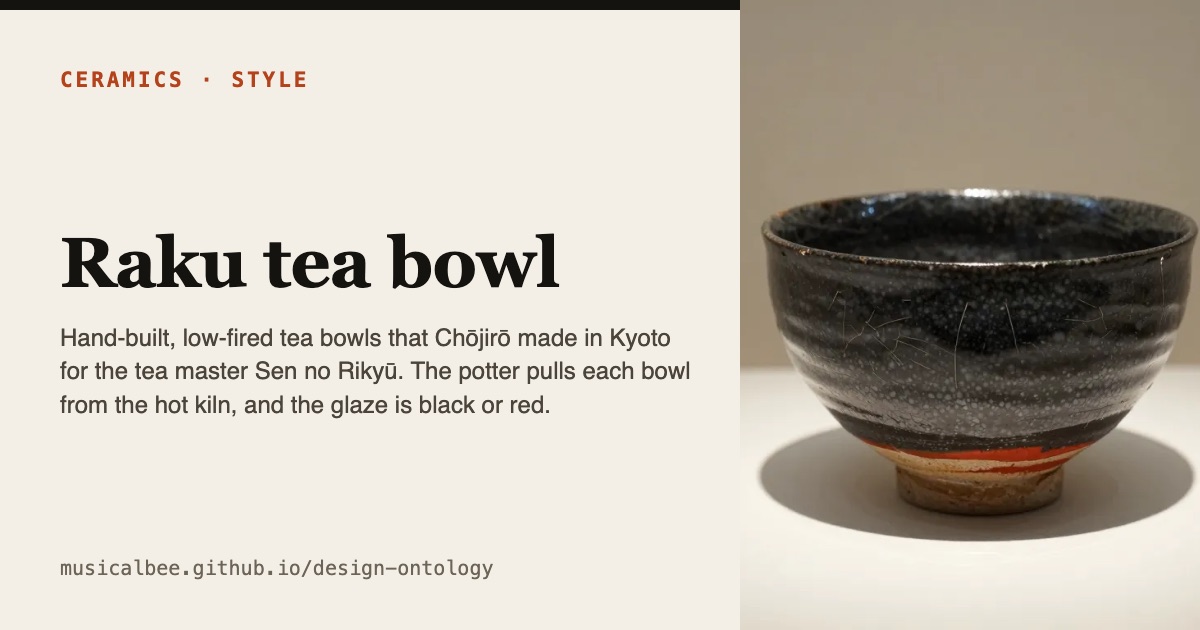 CERAMICS · STYLE
Raku tea bowl
Hand-built, low-fired tea bowls that Chōjirō made in Kyoto
for the tea master Sen no Rikyū. The potter pulls each bowl
from the hot kiln, and the glaze is black or red.
musicalbee.github.io/design-ontology